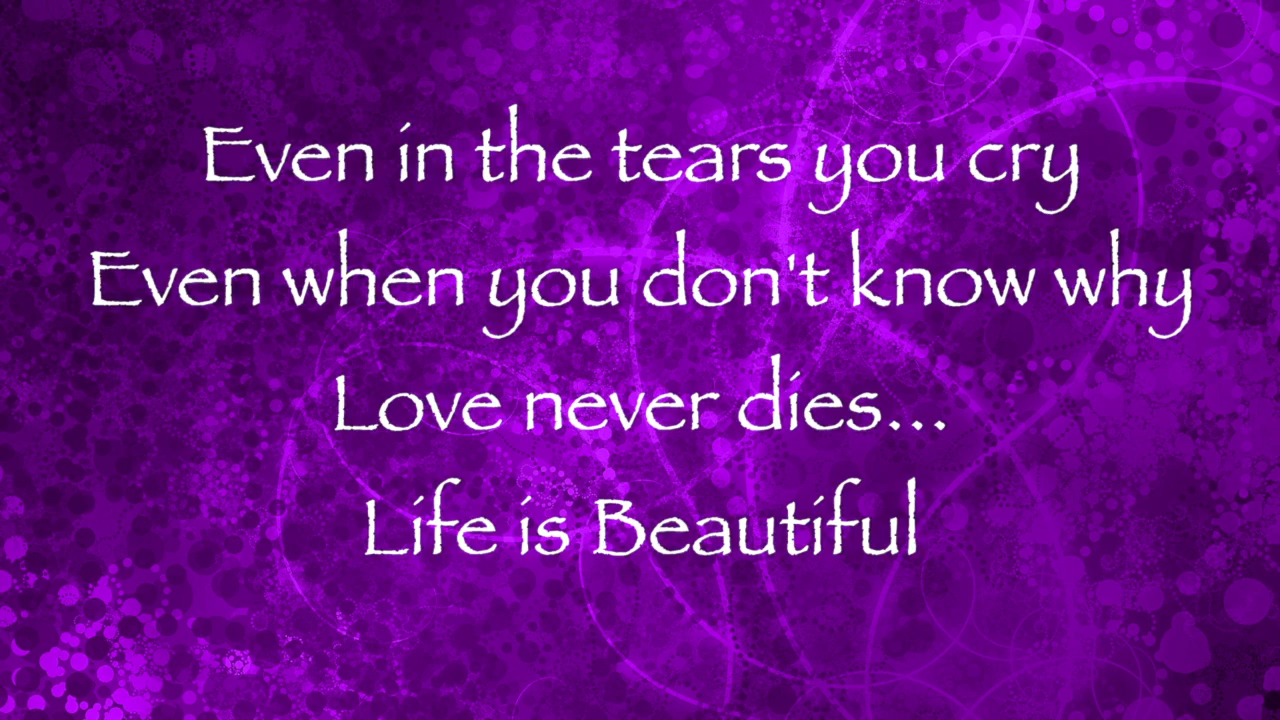 Even in the tears you cry
Even when you don't know why
Love never dies...
Life is Beautiful